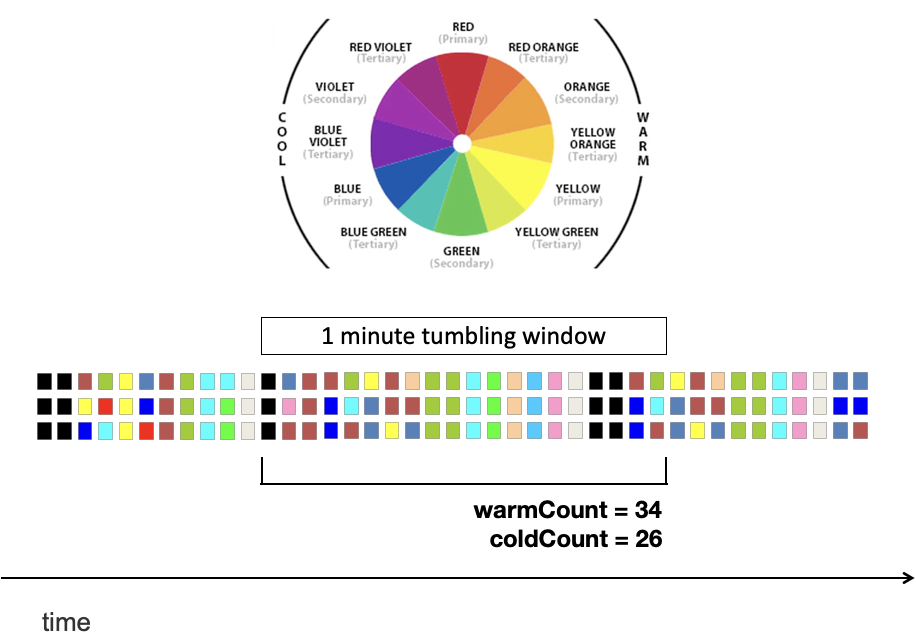 RED
(Primary)
RED VIOLET
(Tertiary)
RED ORANGE
(Tertiary)
VIOLET
(Secondary)
ORANGE
(Secondary)
COOL
WARM
BLUE
VIOLET
(Tertiary)
YELLOW
ORANGE
(Tertiary)
BLUE
(Primary)
YELLOW
(Primary)
BLUE GREEN
(Tertiary)
YELLOW GREEN
(Tertiary)
GREEN
(Secondary)
1 minute tumbling window
warmCount = 34
coldCount = 26
time